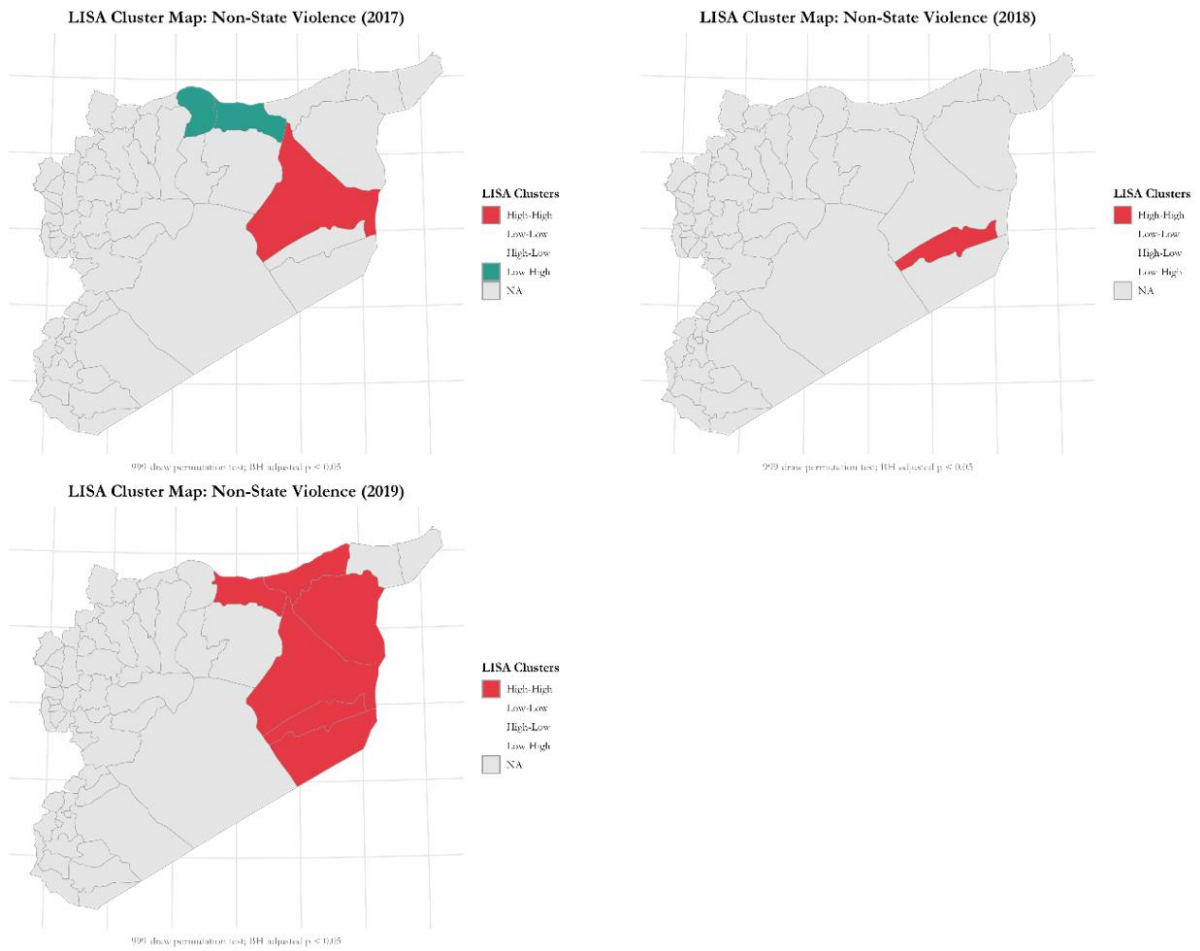 LISA Cluster Map: Non-State Violence (2017)
LISA Clusters
High-High
Low-Low
High-Low
Low-High
NA
999 draw permutation test; BH adjusted p < 0.05
LISA Cluster Map: Non-State Violence (2018)
LISA Clusters
High-High
Low-Low
High-Low
Low-High
NA
999 draw permutation test; BH adjusted p < 0.05
LISA Cluster Map: Non-State Violence (2019)
LISA Clusters
High-High
Low-Low
High-Low
Low-High
NA
999 draw permutation test; BH adjusted p < 0.05